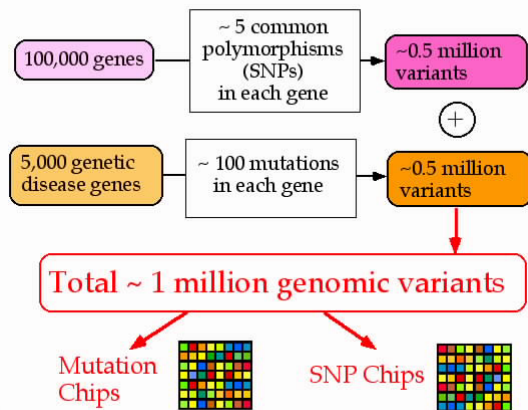 100,000 genes
~ 5 common
polymorphisms
(SNPs)
in each gene
~0.5 million
variants
+
5,000 genetic
disease genes
~ 100 mutations
in each gene
~0.5 million
variants
Total ~ 1 million genomic variants
Mutation
Chips
SNP Chips